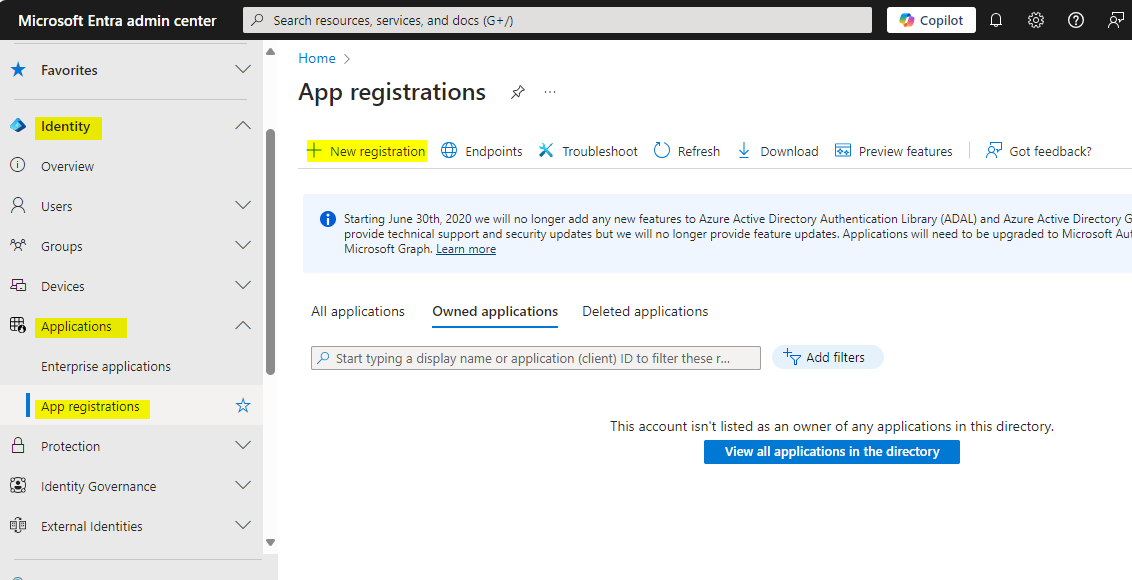 Microsoft Entra admin center
Search resources, services, and docs (G+/)
Copilot
Favorites
Identity
Overview
Users
Groups
Devices
Applications
Enterprise applications
App registrations
Protection
Identity Governance
External Identities
Home
App registrations
New registration
Endpoints
Troubleshoot
Refresh
Download
Preview features
Got feedback?
Starting June 30th, 2020 we will no longer add any new features to Azure Active Directory Authentication Library (ADAL) and Azure Active Directory G
provide technical support and security updates but we will no longer provide feature updates. Applications will need to be upgraded to Microsoft Aut
Microsoft Graph. Learn more
All applications
Owned applications
Deleted applications
Start typing a display name or application (client) ID to filter these r...
Add filters
This account isn't listed as an owner of any applications in this directory.
View all applications in the directory